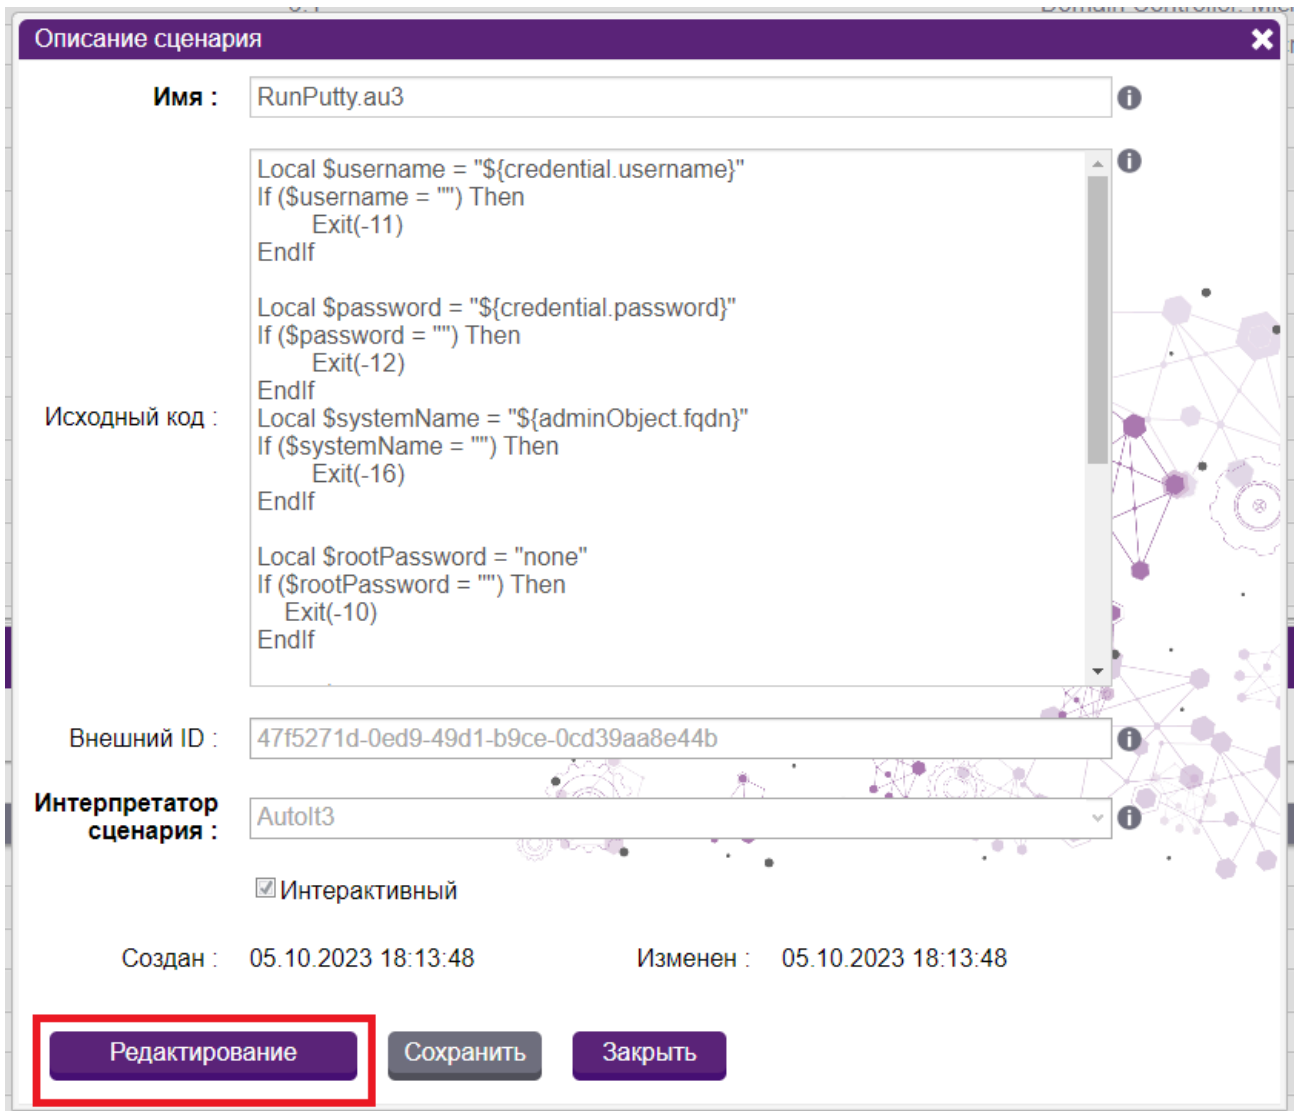 Описание сценария
Имя :
RunPutty.au3
Local $username = "${credential.username}"
If ($username = "") Then
Exit(-11)
EndIf
Local $password = "${credential.password}"
If ($password = "") Then
Exit(-12)
EndIf
Исходный код :
Local $systemName = "${adminObject.fqdn}"
If ($systemName = "") Then
Exit(-16)
EndIf
Local $rootPassword = "none"
If ($rootPassword = "") Then
Exit(-10)
EndIf
Внешний ID :
47f5271d-0ed9-49d1-b9ce-0cd39aa8e44b
Интерпретатор
сценария :
AutoIt3
Интерактивный
Создан : 05.10.2023 18:13:48 Изменен : 05.10.2023 18:13:48
Редактирование Сохранить Закрыть